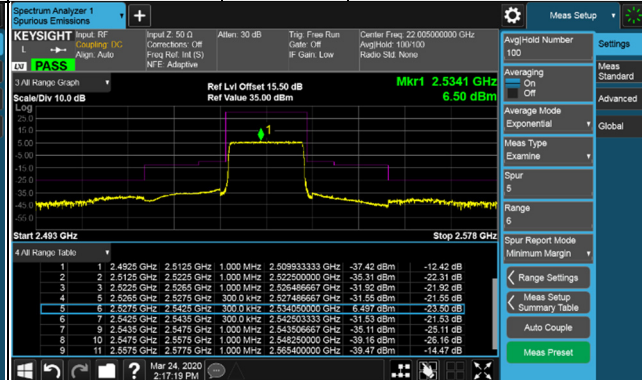 Spectrum Analyzer 1
Spurious Emissions
Meas Setup
KEYSIGHT Input: RF
Coupling: DC
Align: Auto
Input Z: 50 Ω
Corrections: Off
Freq Ref: Int (S)
NFE: Adaptive
Atten: 30 dB
Trig: Free Run
Gate: Off
IF Gain: Low
Center Freq: 22.005000000 GHz
Avg|Hold: 100/100
Radio Std: None
L
LXI PASS
3 All Range Graph
Scale/Div 10.0 dB
Ref Lvl Offset 15.50 dB
Ref Value 35.00 dBm
Mkr1 2.5341 GHz
6.50 dBm
Log
25.0
15.0
5.00
-5.00
-15.0
-25.0
-35.0
-45.0
-55.0
1
Start 2.493 GHz
Stop 2.578 GHz
4 All Range Table
1 1 2.4925 GHz 2.5125 GHz 1.000 MHz 2.509933333 GHz -37.42 dBm -12.42 dB
2 2 2.5125 GHz 2.5225 GHz 1.000 MHz 2.522500000 GHz -35.31 dBm -22.31 dB
3 3 2.5225 GHz 2.5265 GHz 1.000 MHz 2.526486667 GHz -31.92 dBm -21.92 dB
4 5 2.5265 GHz 2.5275 GHz 300.0 kHz 2.527486667 GHz -31.55 dBm -21.55 dB
5 6 2.5275 GHz 2.5425 GHz 300.0 kHz 2.534050000 GHz 6.497 dBm -23.50 dB
6 7 2.5425 GHz 2.5435 GHz 300.0 kHz 2.542503333 GHz -31.53 dBm -21.53 dB
7 9 2.5435 GHz 2.5475 GHz 1.000 MHz 2.543506667 GHz -35.11 dBm -25.11 dB
8 10 2.5475 GHz 2.5575 GHz 1.000 MHz 2.548250000 GHz -39.16 dBm -26.16 dB
9 11 2.5575 GHz 2.5775 GHz 1.000 MHz 2.565400000 GHz -39.47 dBm -14.47 dB
Mar 24, 2020
2:17:19 PM
Avg|Hold Number
100
Averaging
On
Off
Average Mode
Exponential
Meas Type
Examine
Spur
5
Range
6
Spur Report Mode
Minimum Margin
Range Settings
Meas Setup
Summary Table
Auto Couple
Meas Preset
Settings
Meas
Standard
Advanced
Global